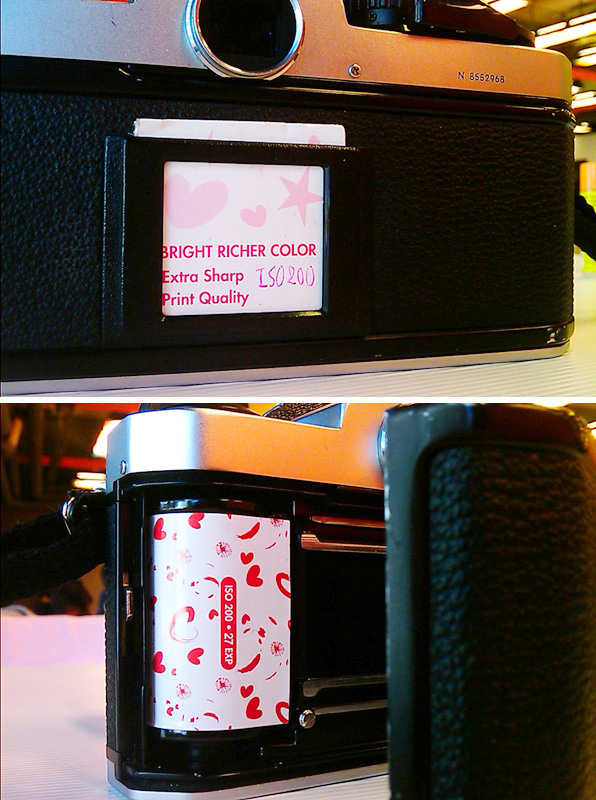 N 8552968
BRIGHT RICHER COLOR
Extra Sharp ISO 200
Print Quality
ISO 200 • 27 EXP